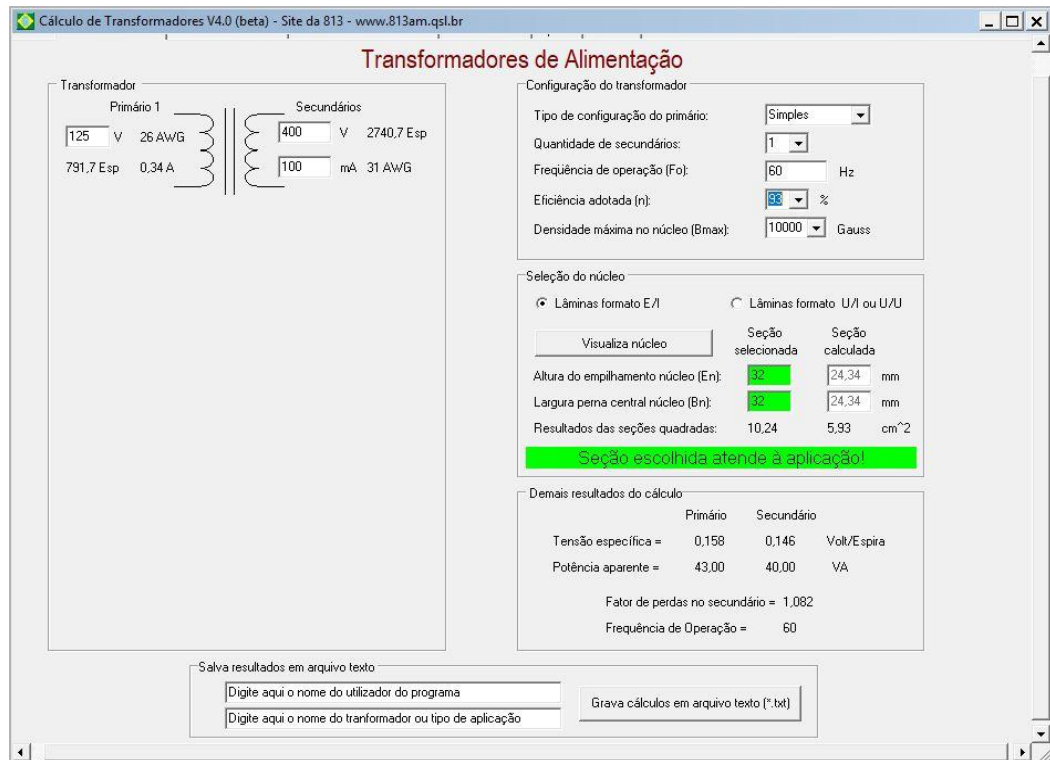 Cálculo de Transformadores V4.0 (beta) - Site da 813 - www.813am.qsl.br
Transformadores de Alimentação
Transformador
Primário 1
Secundários
125 V 26 AWG
400 V 2740,7 Esp
791,7 Esp 0,34 A
100 mA 31 AWG
Configuração do transformador
Tipo de configuração do primário: Simples
Quantidade de secundários: 1
Freqüência de operação (Fo): 60 Hz
Eficiência adotada (n): 93 %
Densidade máxima no núcleo (Bmax): 10000 Gauss
Seleção do núcleo
Lâminas formato E/I
Lâminas formato U/I ou U/U
Visualiza núcleo
Seção selecionada
Seção calculada
Altura do empilhamento núcleo (En): 32 24,34 mm
Largura perna central núcleo (Bn): 32 24,34 mm
Resultados das seções quadradas: 10,24 5,93 cm^2
Seção escolhida atende à aplicação!
Demais resultados do cálculo
Primário Secundário
Tensão específica = 0,158 0,146 Volt/Espira
Potência aparente = 43,00 40,00 VA
Fator de perdas no secundário = 1,082
Frequência de Operação = 60
Salva resultados em arquivo texto
Digite aqui o nome do utilizador do programa
Digite aqui o nome do tranformador ou tipo de aplicação
Grava cálculos em arquivo texto (*.txt)